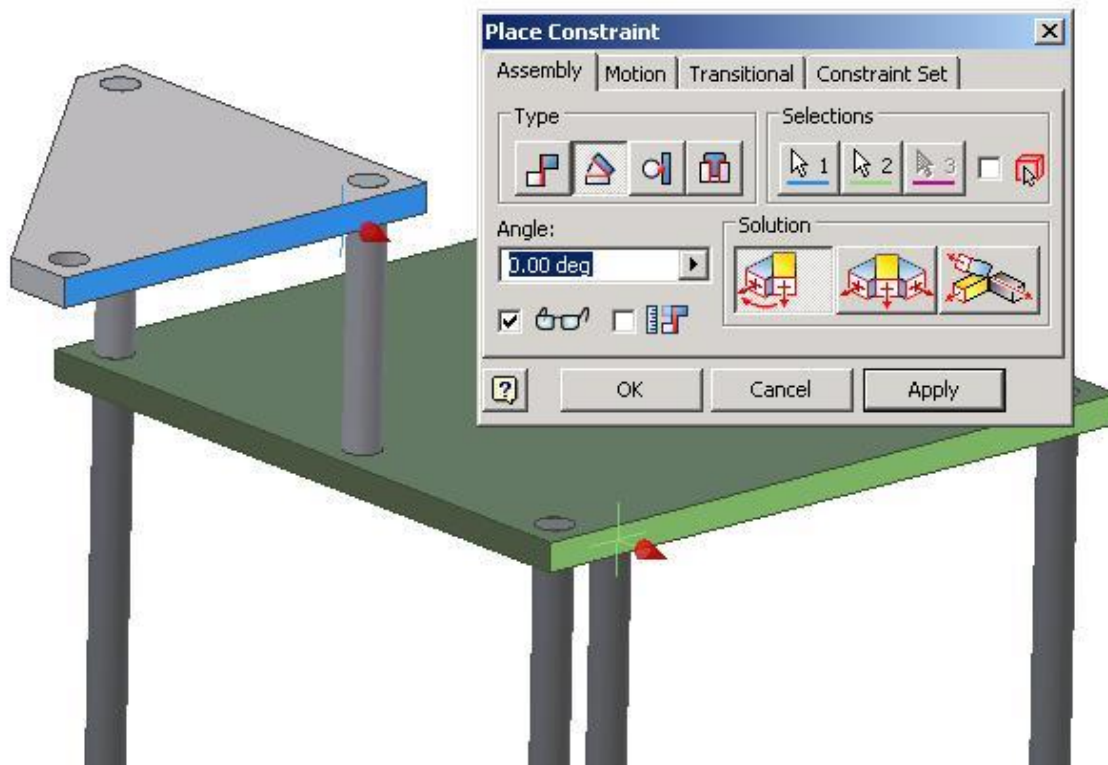 Place Constraint
Assembly Motion Transitional Constraint Set
Type Selections
1 2 3
Angle: Solution
0.00 deg
? OK Cancel Apply